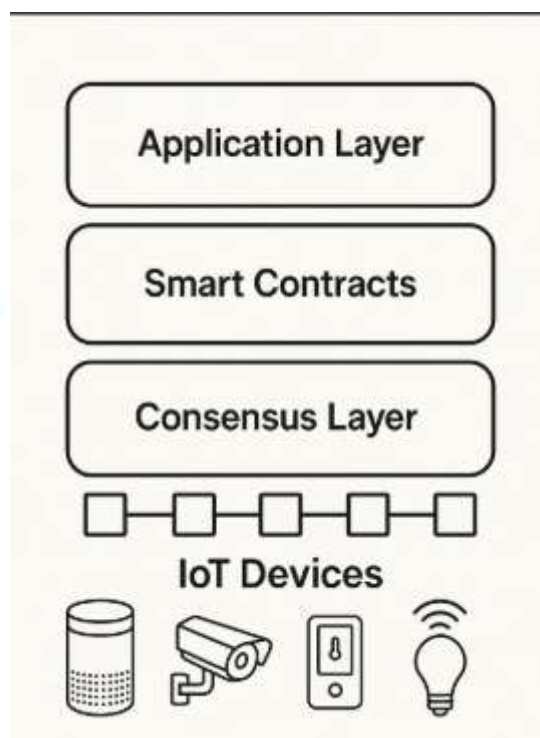 Application Layer
Smart Contracts
Consensus Layer
IoT Devices